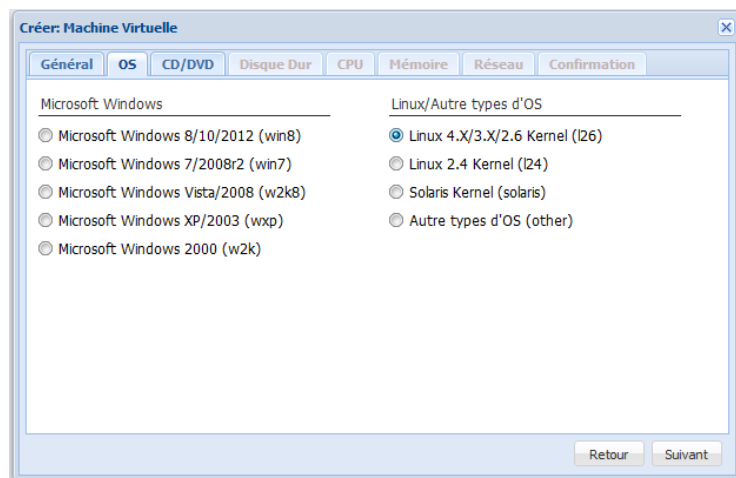 Créer: Machine Virtuelle
Général OS CD/DVD Disque Dur CPU Mémoire Réseau Confirmation
Microsoft Windows
Microsoft Windows 8/10/2012 (win8)
Microsoft Windows 7/2008r2 (win7)
Microsoft Windows Vista/2008 (w2k8)
Microsoft Windows XP/2003 (wxp)
Microsoft Windows 2000 (w2k)
Linux/Autre types d'OS
Linux 4.X/3.X/2.6 Kernel (l26)
Linux 2.4 Kernel (l24)
Solaris Kernel (solaris)
Autre types d'OS (other)
Retour Suivant